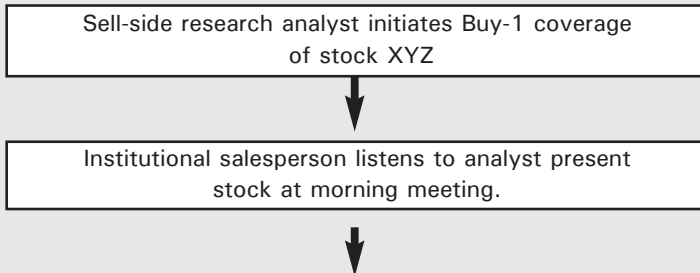 Sell-side research analyst initiates Buy-1 coverage
of stock XYZ
Institutional salesperson listens to analyst present
stock at morning meeting.